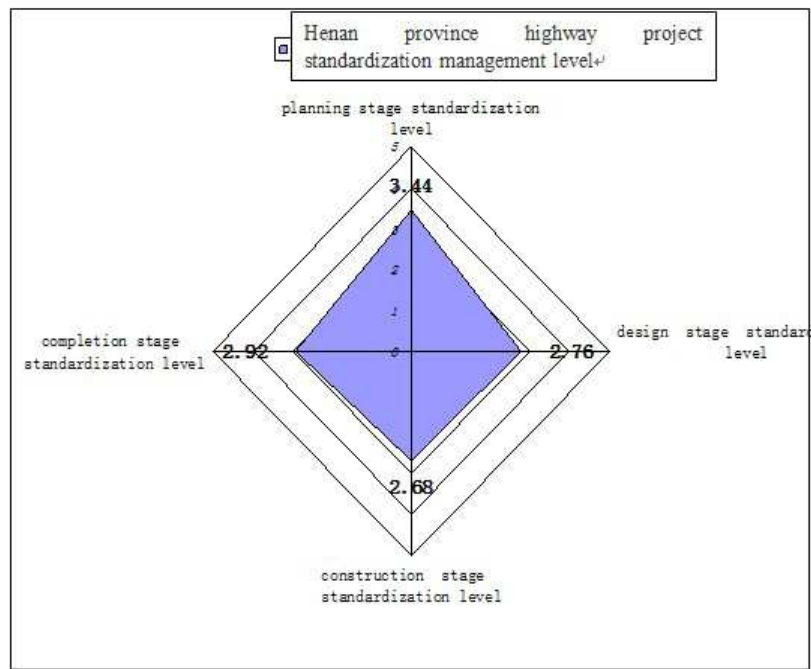 Henan province highway project
standardization management level↵
planning stage standardization
level
5
3.44
3
2
1
0
completion stage
standardization level
2.92
design stage standard
level
2.76
2.68
construction stage
standardization level